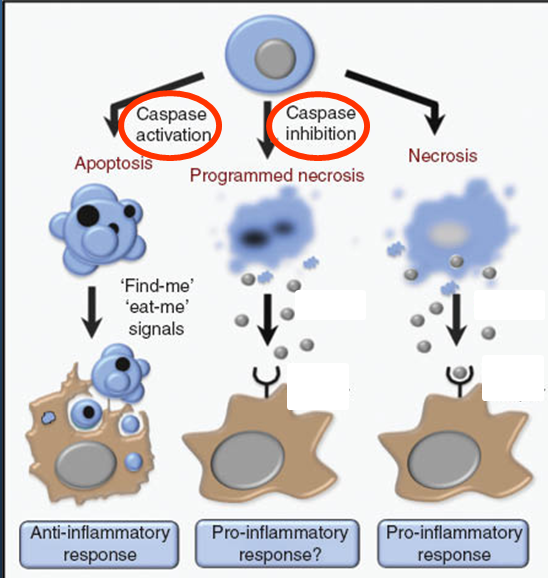 Caspase
activation
Caspase
inhibition
Apoptosis
Programmed necrosis
Necrosis
‘Find-me’
‘eat-me’
signals
Anti-inflammatory
response
Pro-inflammatory
response?
Pro-inflammatory
response